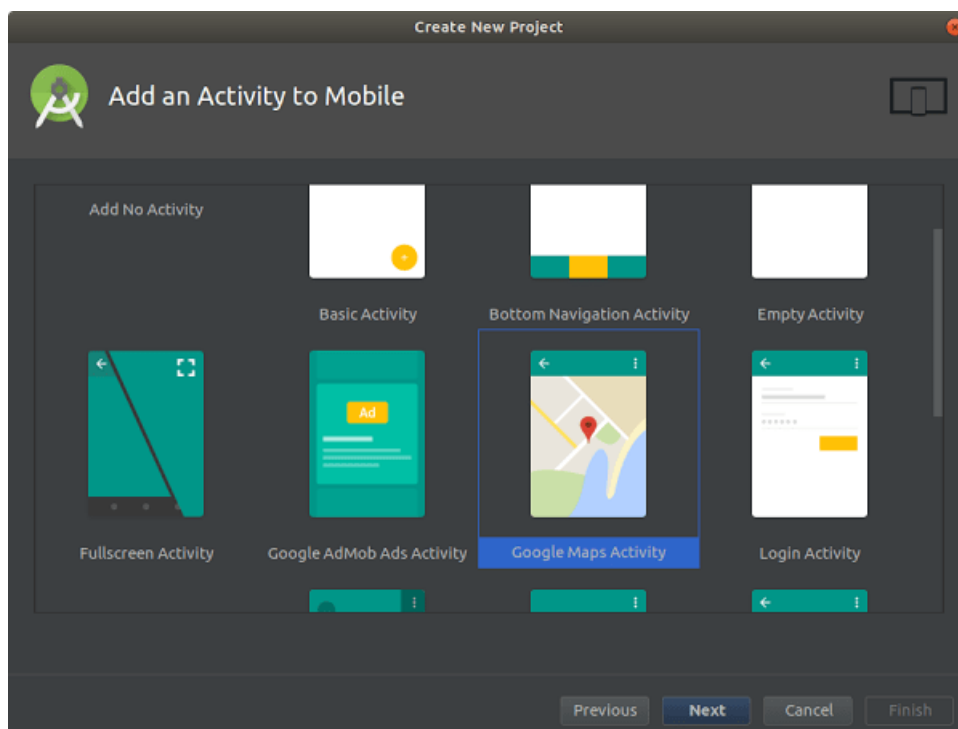 Create New Project
Add an Activity to Mobile
Add No Activity
Basic Activity
Bottom Navigation Activity
Empty Activity
Ad
Fullscreen Activity
Google AdMob Ads Activity
Google Maps Activity
Login Activity
Previous
Next
Cancel
Finish